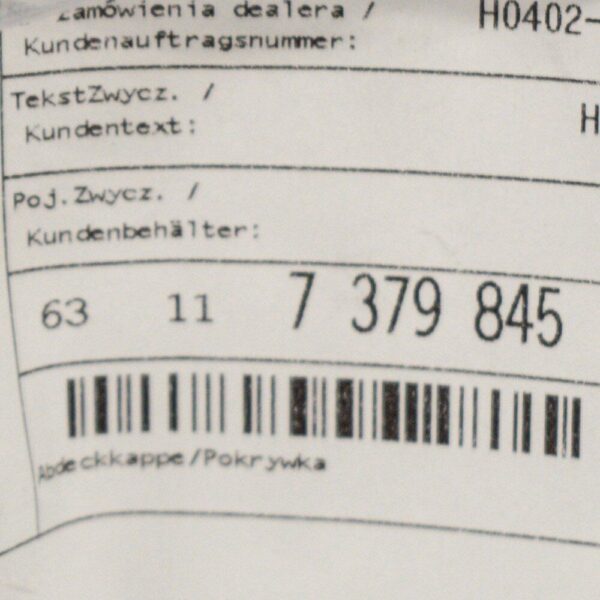 zamówienia dealera / H0402-
Kundenauftragsnummer:
TekstZwycz. / H
Kundentext:
Poj.Zwycz. /
Kundenbehälter:
63 11 7 379 845
Abdeckkappe/Pokrywka